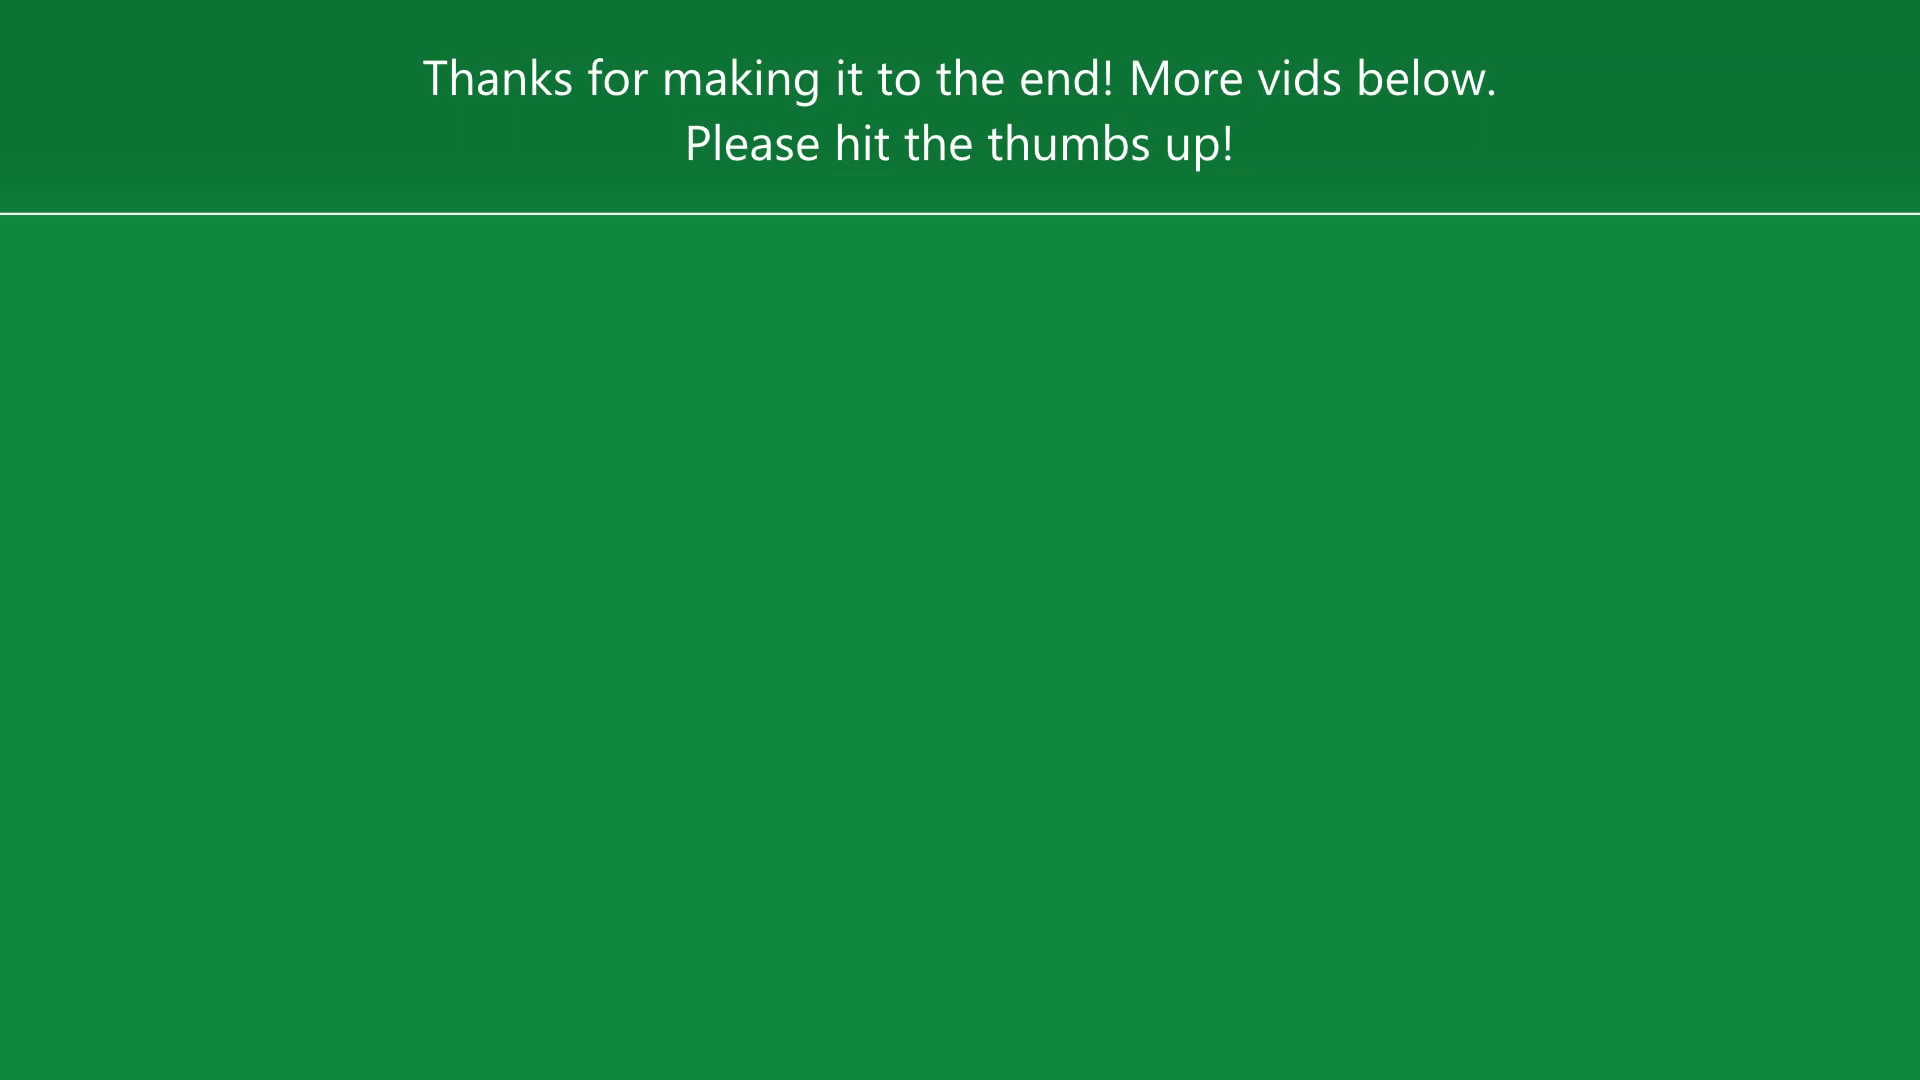 Thanks for making it to the end! More vids below.
Please hit the thumbs up!